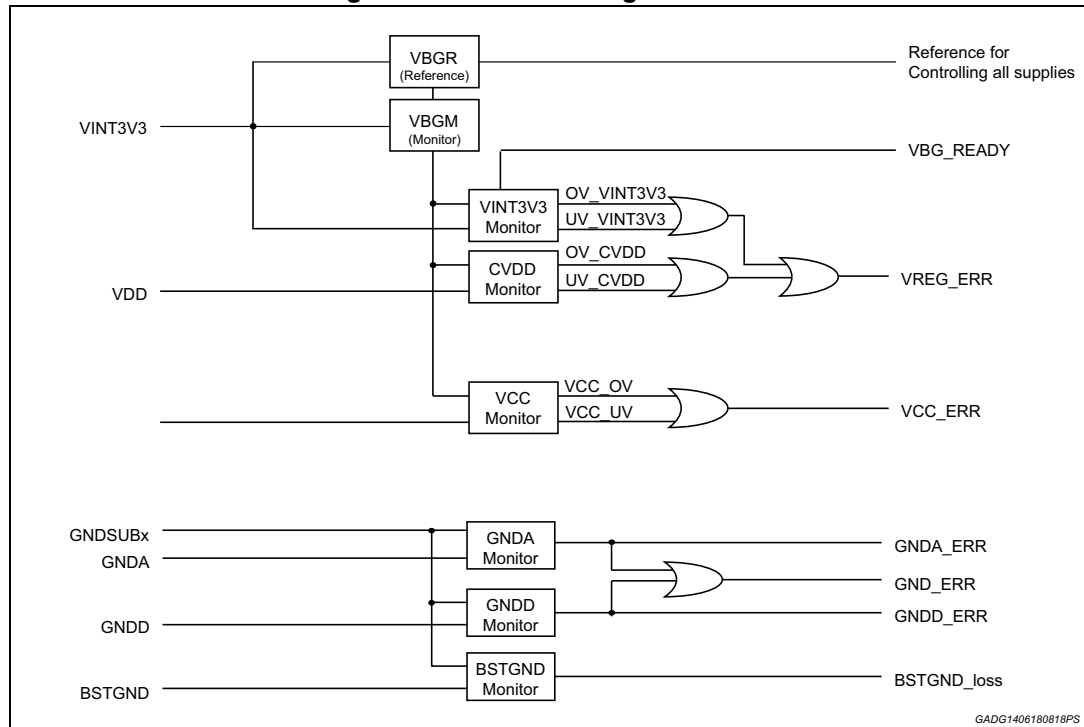 VBGR
(Reference)
Reference for
Controlling all supplies
VINT3V3
VBGM
(Monitor)
VBG_READY
VINT3V3
Monitor
OV_VINT3V3
UV_VINT3V3
VDD
CVDD
Monitor
OV_CVDD
UV_CVDD
VREG_ERR
VCC
Monitor
VCC_OV
VCC_UV
VCC_ERR
GNDSUBx
GNDA
GNDA
Monitor
GNDA_ERR
GND_ERR
GNDD
GNDD
Monitor
GNDD_ERR
BSTGND
BSTGND
Monitor
BSTGND_loss
GADG1406180818PS